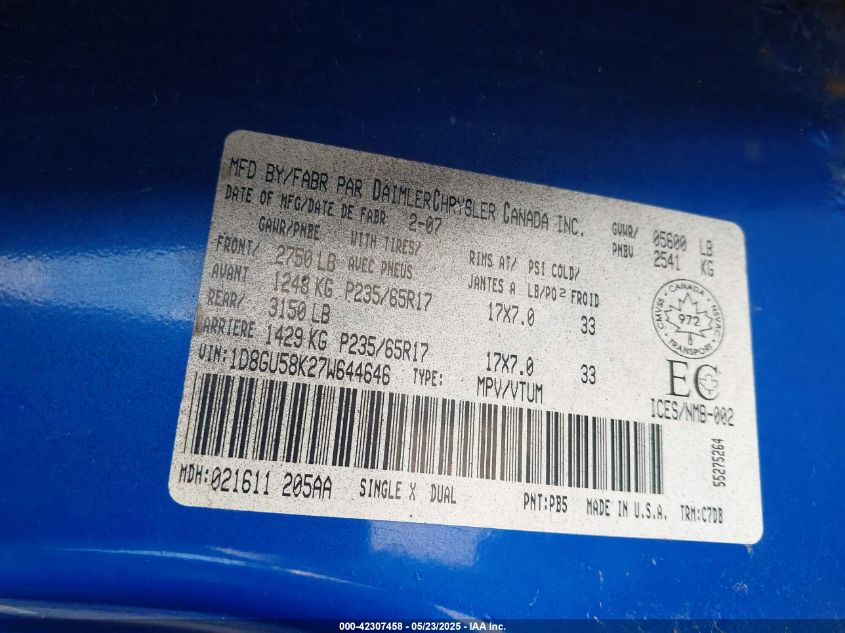 MFD BY/FABR PAR DAIMLERCHRYSLER CANADA INC.
DATE OF MFG/DATE DE FABR 2-07
GVWR/ 05600 LB
PNBV 2541 KG
GAWR/PNBE WITH TIRES/ RIMS AT/ PSI COLD/
FRONT/ 2750 LB AVEC PNEUS JANTES A LB/PO2 FROID
AVANT 1248 KG P235/65R17 17X7.0 33
REAR/ 3150 LB
ARRIERE 1429 KG P235/65R17 17X7.0 33
VIN:1D8GU58K27W644646 TYPE: MPV/VTUM
CANADA
CMVSS NSVAC
972
TRANSPORT
EC
ICES/NMB-002
55275264
MDH:021611 205AA SINGLE X DUAL PNT:PB5 MADE IN U.S.A. TRM:C7DB
000-42307458 - 05/23/2025 - IAA Inc.